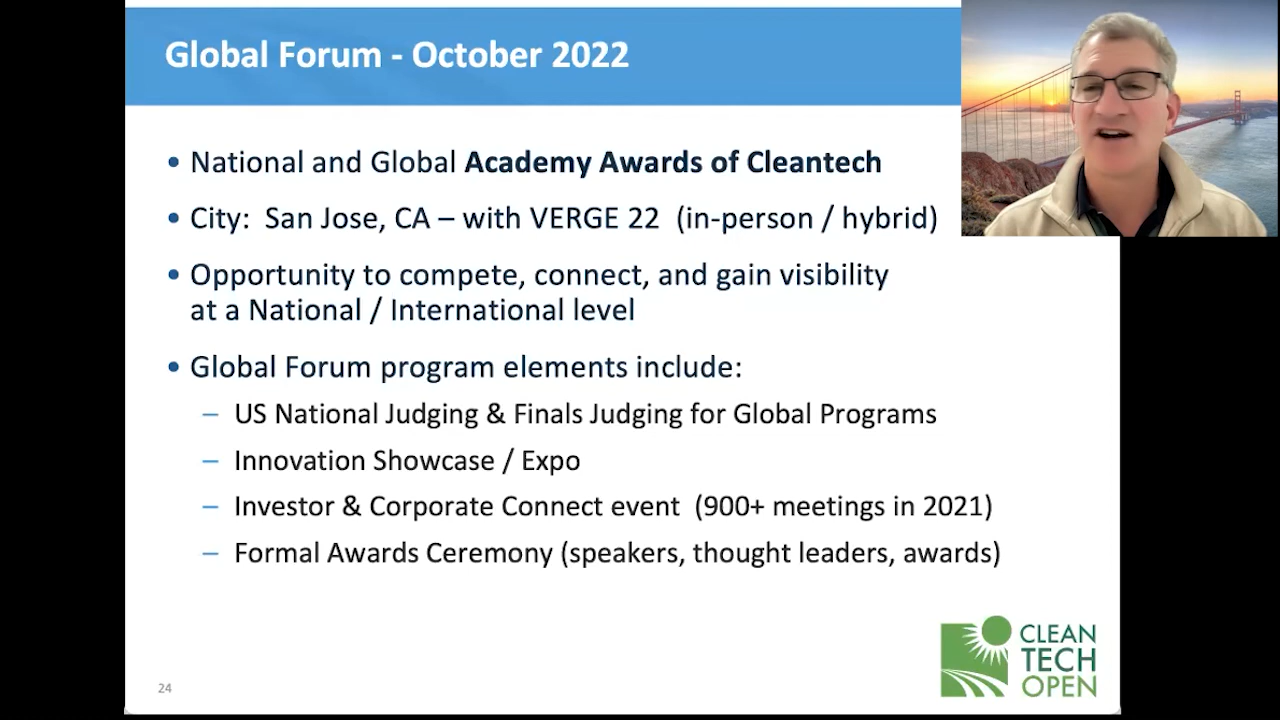 Global Forum - October 2022
• National and Global Academy Awards of Cleantech
• City: San Jose, CA – with VERGE 22 (in-person / hybrid)
• Opportunity to compete, connect, and gain visibility
at a National / International level
• Global Forum program elements include:
– US National Judging & Finals Judging for Global Programs
– Innovation Showcase / Expo
– Investor & Corporate Connect event (900+ meetings in 2021)
– Formal Awards Ceremony (speakers, thought leaders, awards)
CLEAN
TECH
OPEN
24